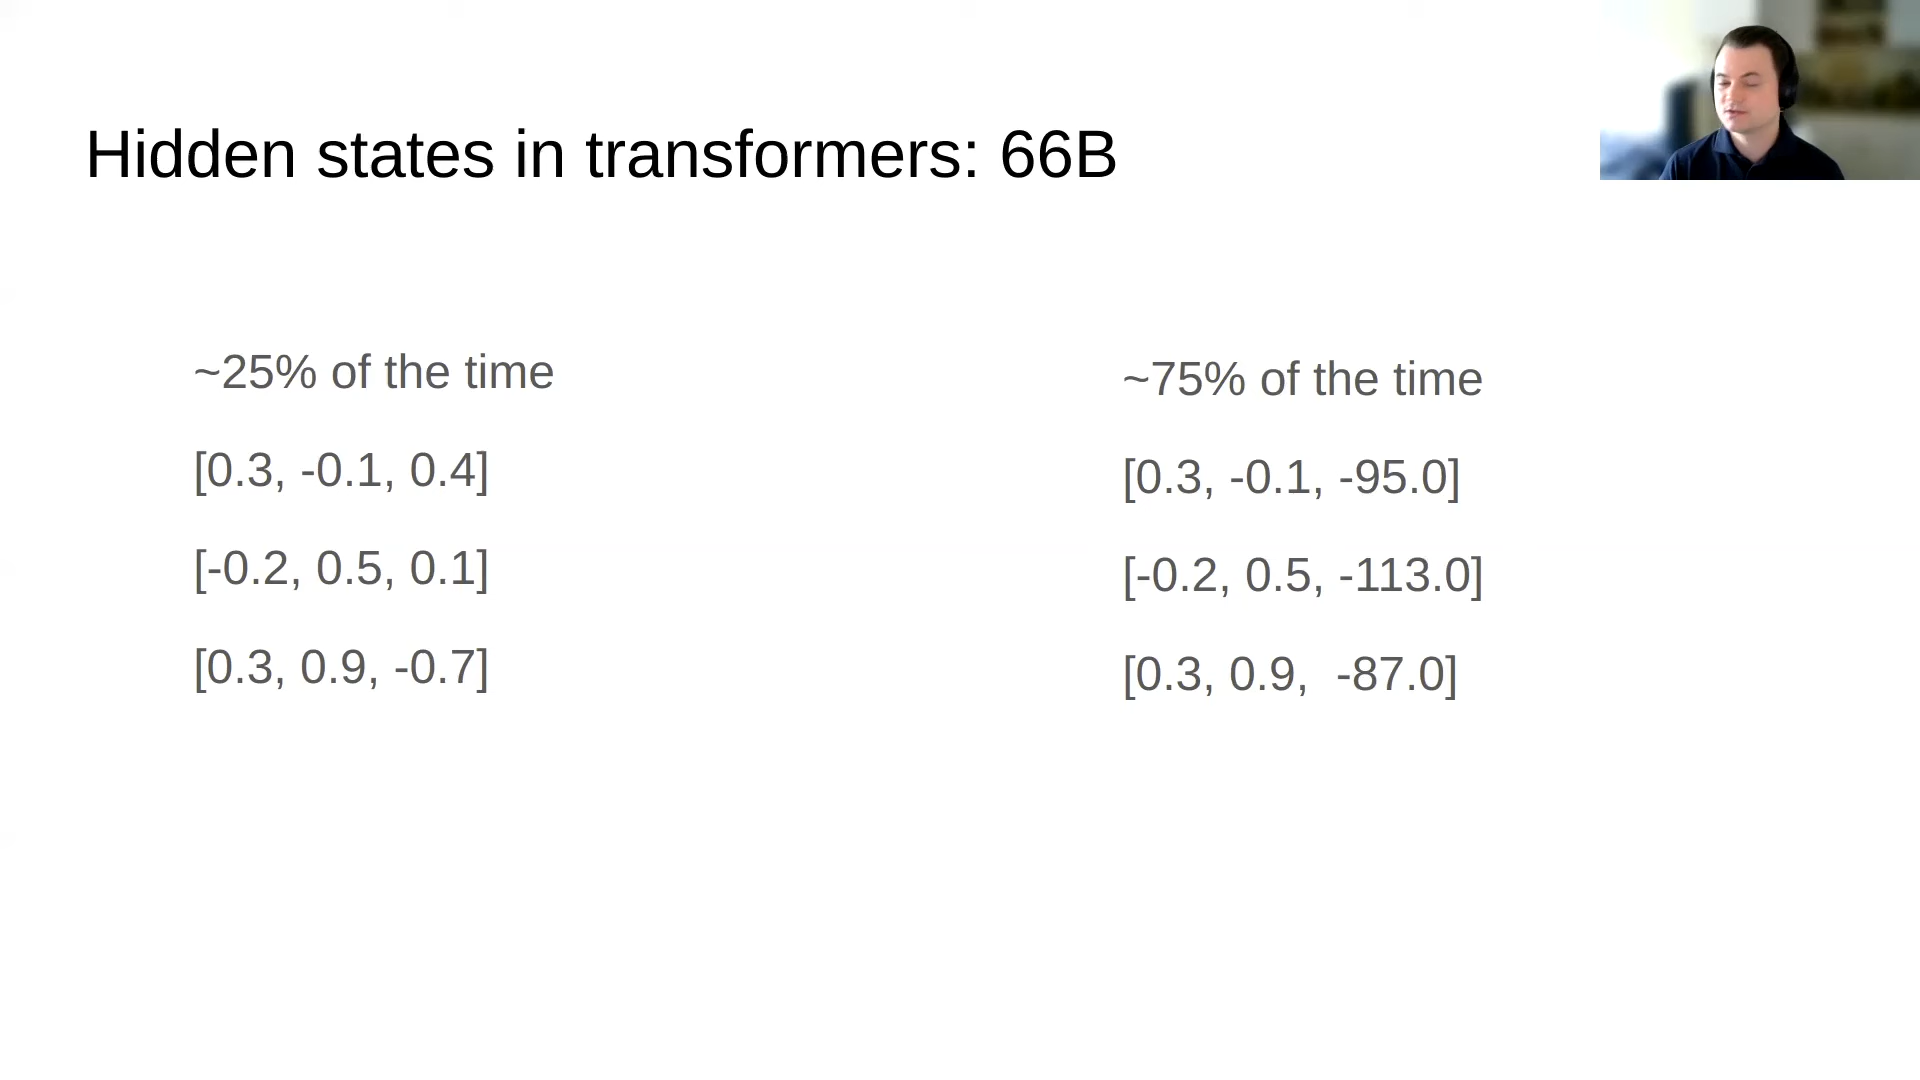 Hidden states in transformers: 66B
~25% of the time
[0.3, -0.1, 0.4]
[-0.2, 0.5, 0.1]
[0.3, 0.9, -0.7]
~75% of the time
[0.3, -0.1, -95.0]
[-0.2, 0.5, -113.0]
[0.3, 0.9,  -87.0]